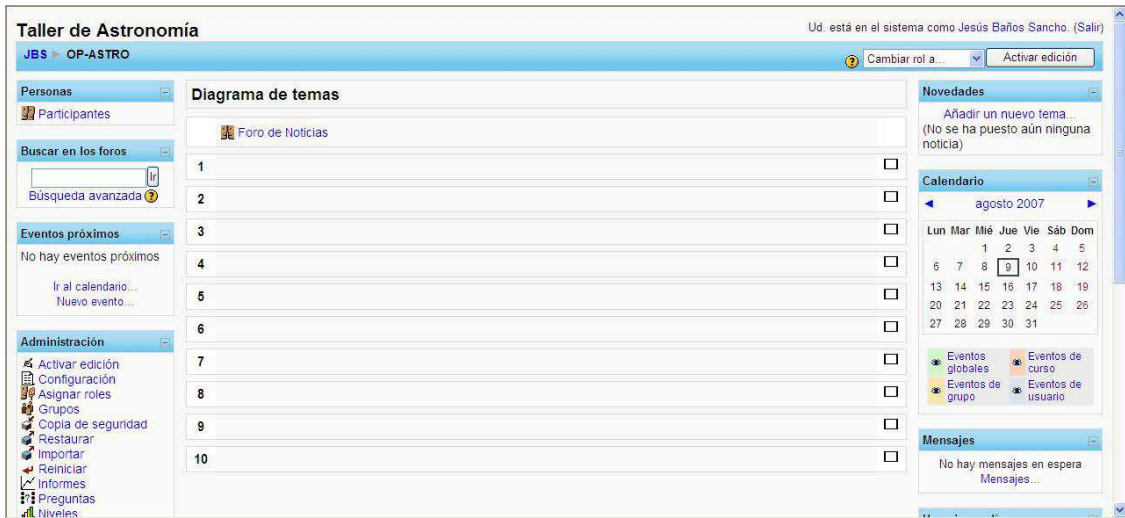 Taller de Astronomía
Ud. está en el sistema como Jesús Baños Sancho. (Salir)
JBS ► OP-ASTRO
Cambiar rol a...
Activar edición
Personas
Participantes
Buscar en los foros
Ir
Búsqueda avanzada
Eventos próximos
No hay eventos próximos
Ir al calendario...
Nuevo evento...
Administración
Activar edición
Configuración
Asignar roles
Grupos
Copia de seguridad
Restaurar
Importar
Reiniciar
Informes
Preguntas
Niveles
Diagrama de temas
Foro de Noticias
1
2
3
4
5
6
7
8
9
10
Novedades
Añadir un nuevo tema...
(No se ha puesto aún ninguna
noticia)
Calendario
◄ agosto 2007 ►
Lun Mar Mié Jue Vie Sáb Dom
1 2 3 4 5
6 7 8 9 10 11 12
13 14 15 16 17 18 19
20 21 22 23 24 25 26
27 28 29 30 31
Eventos globales
Eventos de curso
Eventos de grupo
Eventos de usuario
Mensajes
No hay mensajes en espera
Mensajes...